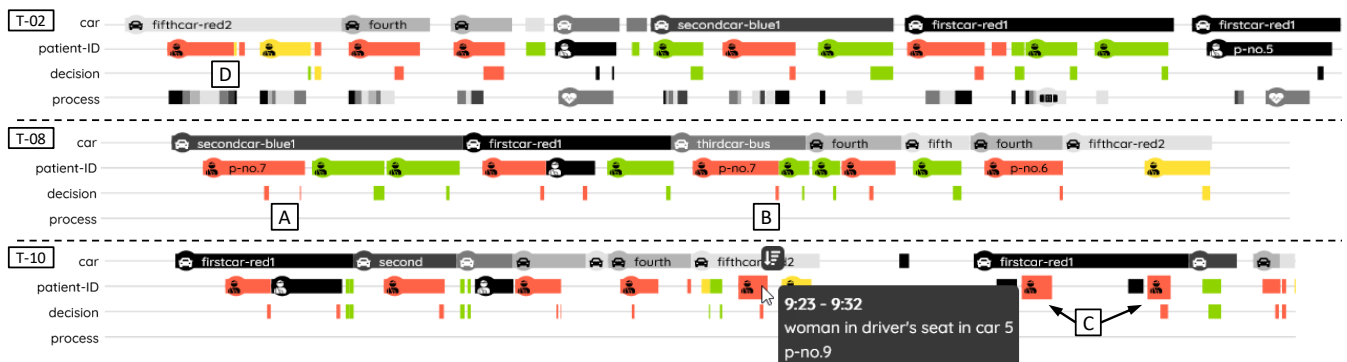 T-02
car
fifthcar-red2
fourth
secondcar-blue1
firstcar-red1
firstcar-red1
patient-ID
p-no.5
decision
D
process
T-08
car
secondcar-blue1
firstcar-red1
thirdcar-bus
fourth
fifth
fourth
fifthcar-red2
patient-ID
p-no.7
p-no.7
p-no.6
decision
A
B
process
T-10
car
firstcar-red1
second
fourth
fifthcar
d2
firstcar-red1
patient-ID
9:23 - 9:32
woman in driver's seat in car 5
p-no.9
decision
C
process